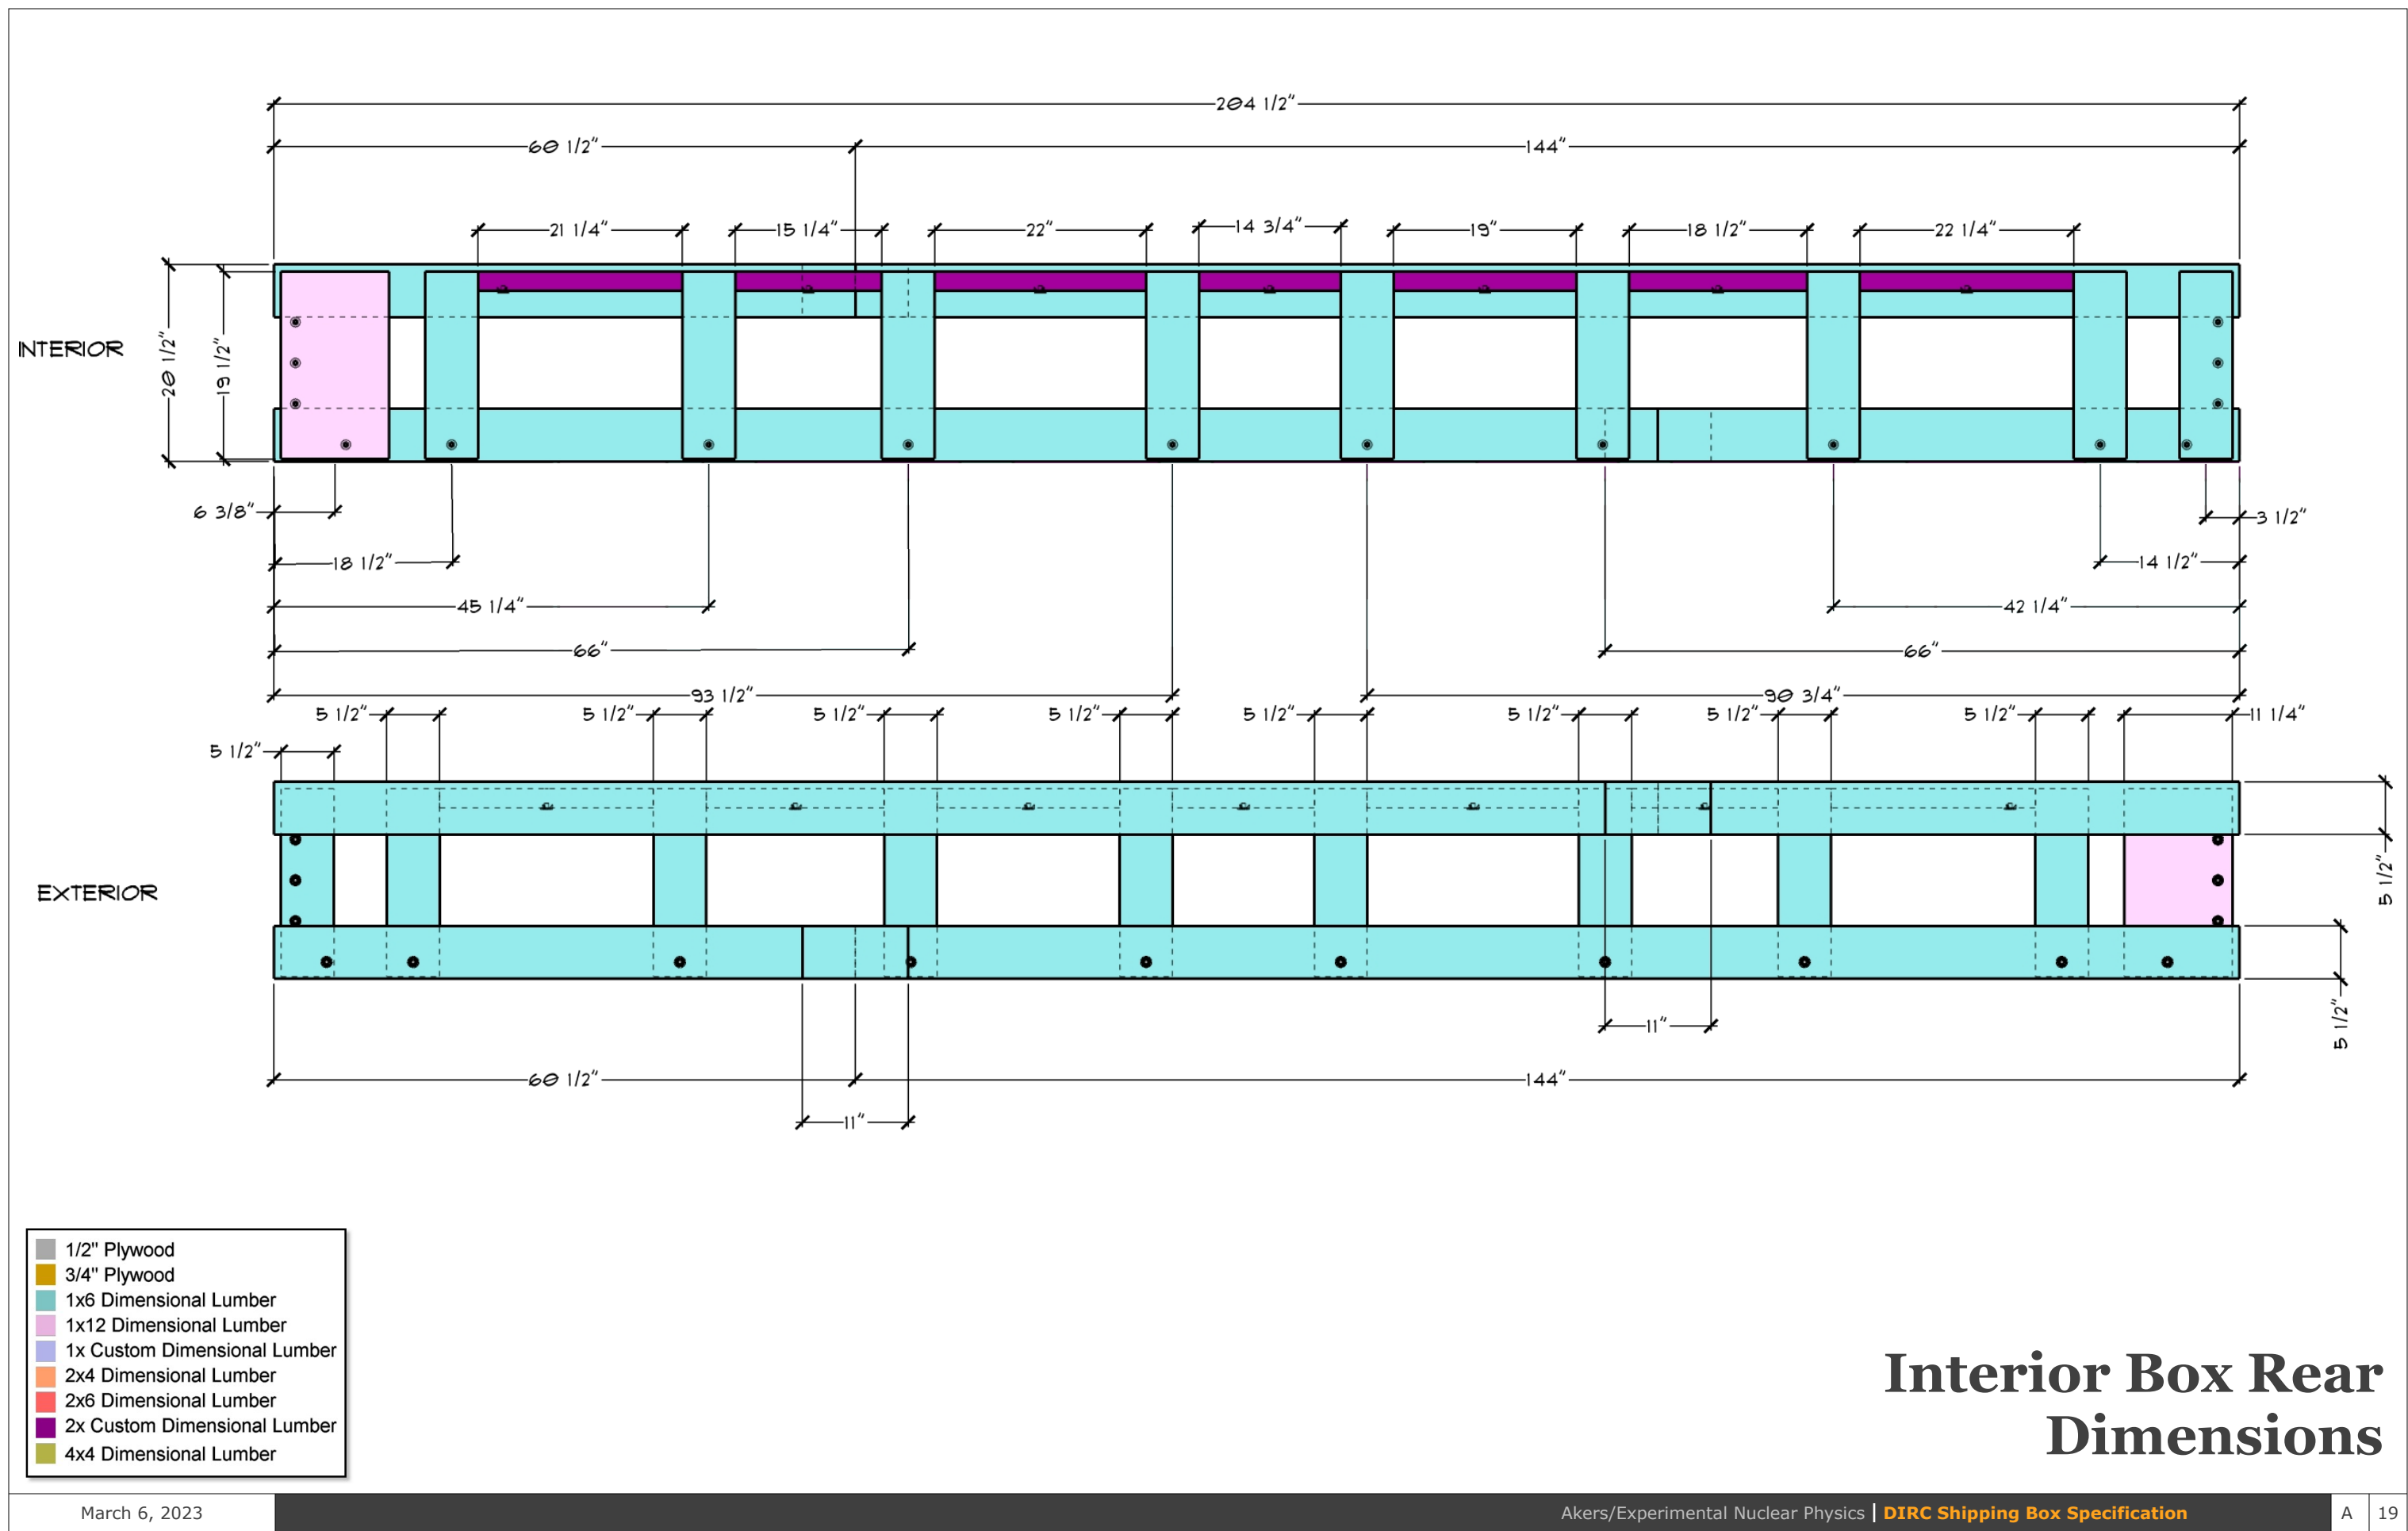 204 1/2"
60 1/2" 144"
21 1/4" 15 1/4" 22" 14 3/4" 19" 18 1/2" 22 1/4"
INTERIOR
20 1/2"
19 1/2"
6 3/8" 3 1/2"
18 1/2" 14 1/2"
45 1/4" 42 1/4"
66" 66"
93 1/2" 90 3/4"
5 1/2" 5 1/2" 5 1/2" 5 1/2" 5 1/2" 5 1/2" 5 1/2" 5 1/2" 11 1/4"
5 1/2"
EXTERIOR
5 1/2"
5 1/2"
11"
60 1/2" 144"
11"
1/2" Plywood
3/4" Plywood
1x6 Dimensional Lumber
1x12 Dimensional Lumber
1x Custom Dimensional Lumber
2x4 Dimensional Lumber
2x6 Dimensional Lumber
2x Custom Dimensional Lumber
4x4 Dimensional Lumber
Interior Box Rear
Dimensions
March 6, 2023 Akers/Experimental Nuclear Physics | DIRC Shipping Box Specification A 19